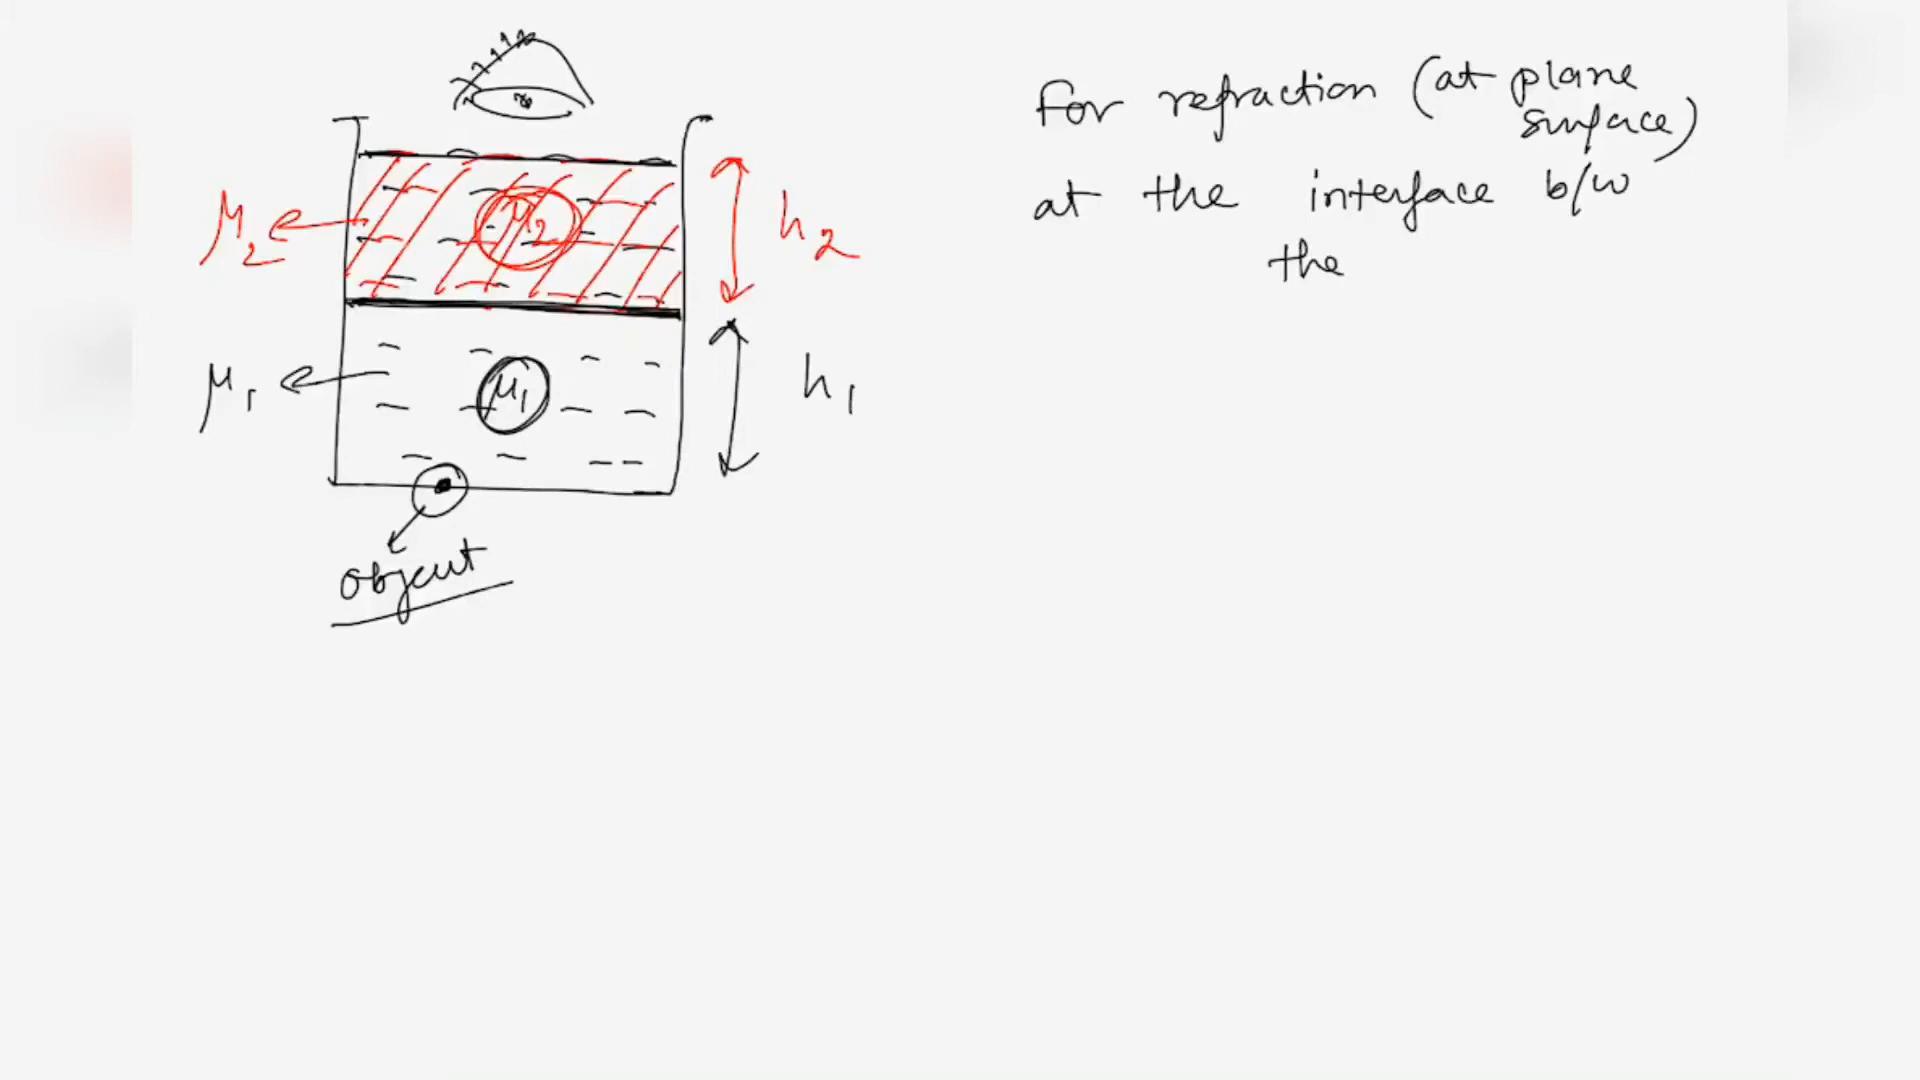 For refraction (at plane
surface)
at the interface b/w
the
μ2
μ2
h2
μ1
μ1
h1
object